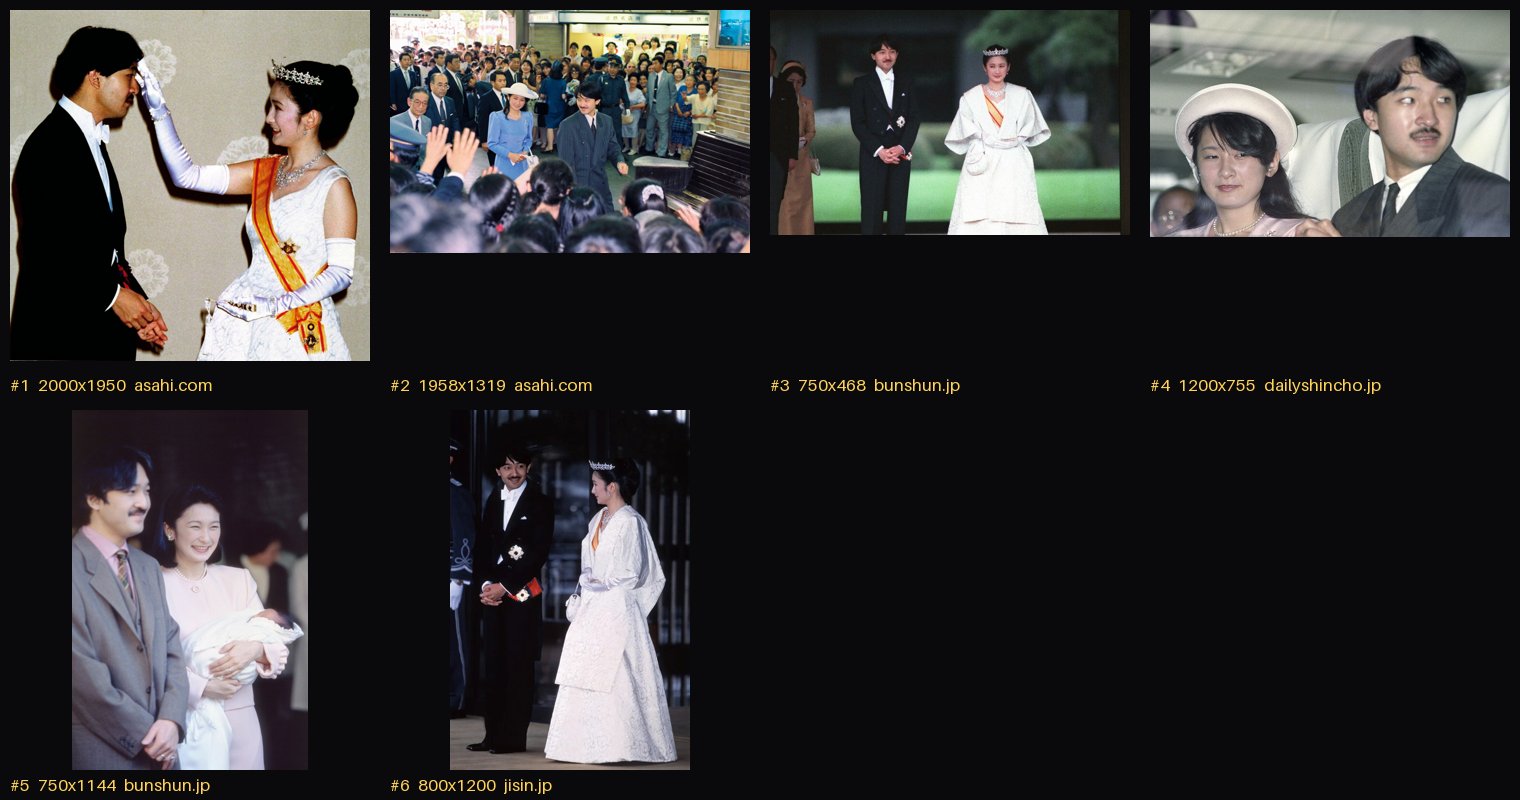 #1 2000x1950 asahi.com
#2 1958x1319 asahi.com
#3 750x468 bunshun.jp
#4 1200x755 dailyshincho.jp
#5 750x1144 bunshun.jp
#6 800x1200 jisin.jp